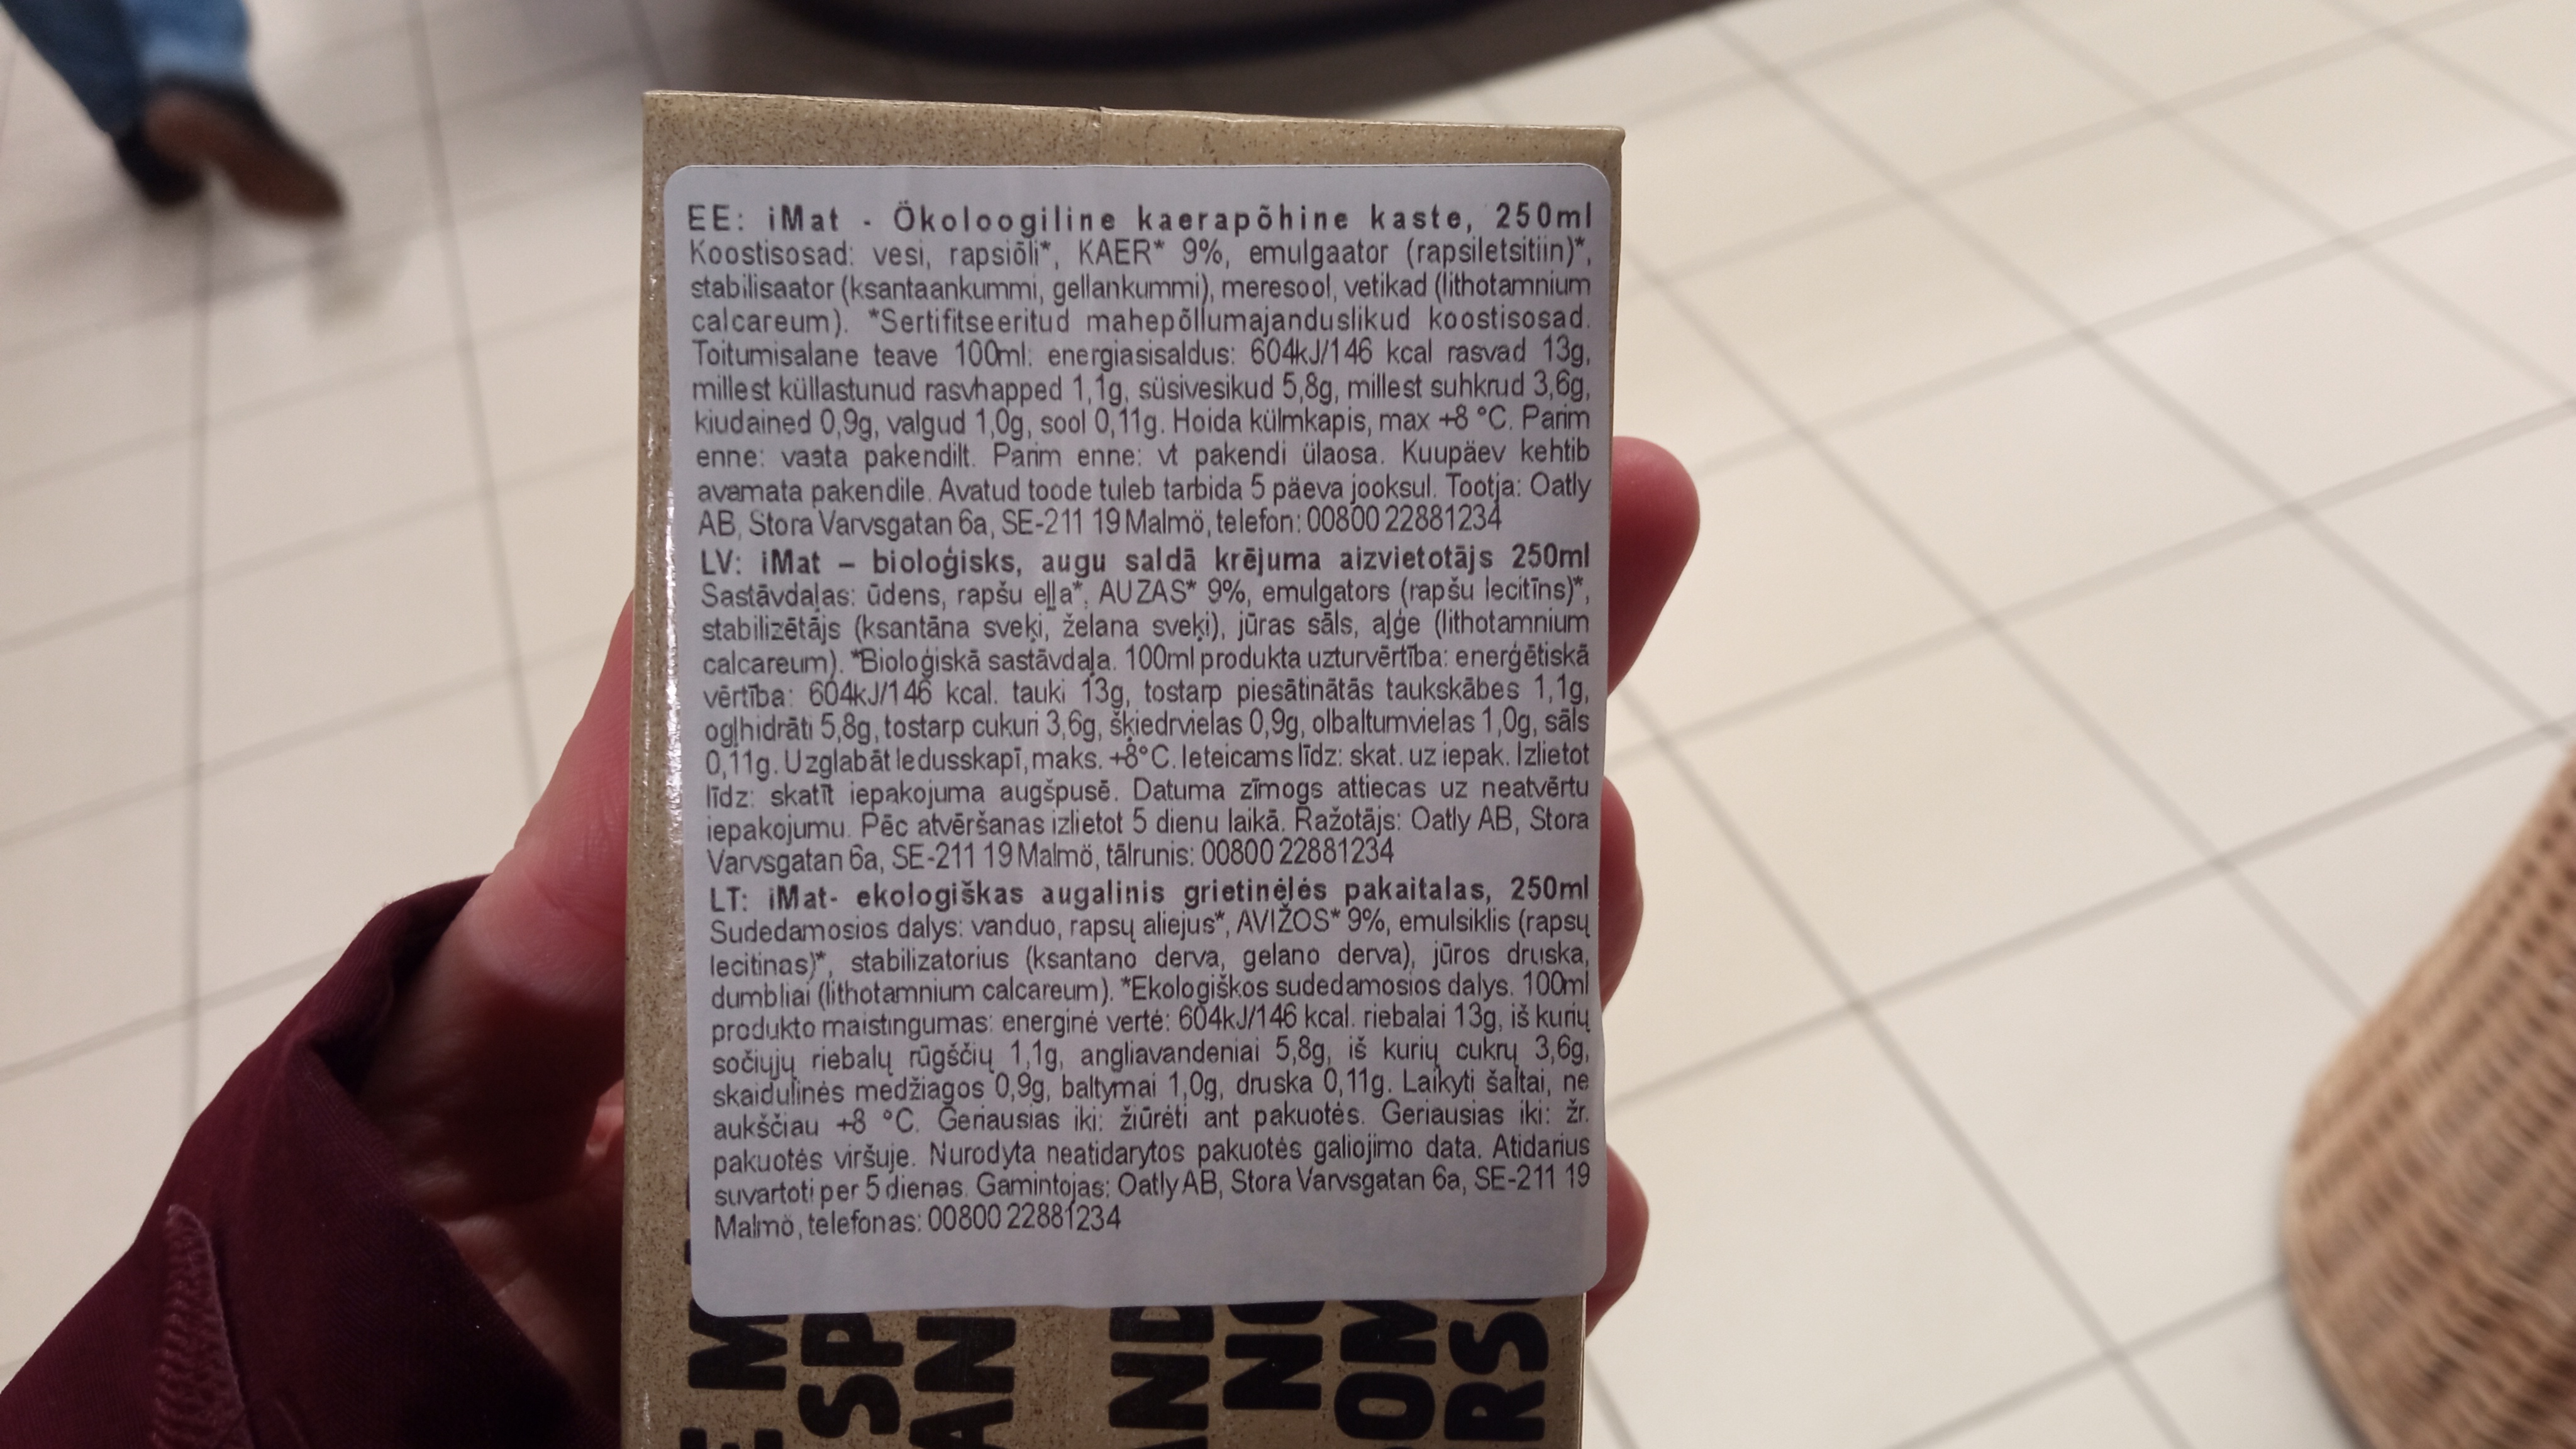 EE: iMat - Ökoloogiline kaerapõhine kaste, 250ml
Koostisosad: vesi, rapsiõli*, KAER* 9%, emulgaator (rapsiletsitiin)*,
stabilisaator (ksantaankummi, gellankummi), meresool, vetikad (lithotamnium
calcareum). *Sertifitseeritud mahepõllumajanduslikud koostisosad.
Toitumisalane teave 100ml: energiasisaldus: 604kJ/146 kcal rasvad 13g,
millest küllastunud rasvhapped 1,1g, süsivesikud 5,8g, millest suhkrud 3,6g,
kiudained 0,9g, valgud 1,0g, sool 0,11g. Hoida külmkapis, max +8 °C. Parim
enne: vaata pakendilt. Parim enne: vt pakendi ülaosa. Kuupäev kehtib
avamata pakendile. Avatud toode tuleb tarbida 5 päeva jooksul. Tootja: Oatly
AB, Stora Varvsgatan 6a, SE-211 19 Malmö, telefon: 00800 22881234
LV: iMat – bioloģisks, augu saldā krējuma aizvietotājs 250ml
Sastāvdaļas: ūdens, rapšu eļļa*, AUZAS* 9%, emulgators (rapšu lecitīns)*,
stabilizētājs (ksantāna sveķi, želana sveķi), jūras sāls, aļģe (lithotamnium
calcareum). *Bioloģiskā sastāvdaļa. 100ml produkta uzturvērtība: enerģētiskā
vērtība: 604kJ/146 kcal. tauki 13g, tostarp piesātinātās taukskābes 1,1g,
ogļhidrāti 5,8g, tostarp cukuri 3,6g, šķiedrvielas 0,9g, olbaltumvielas 1,0g, sāls
0,11g. Uzglabāt ledusskapī, maks. +8°C. Ieteicams līdz: skat. uz iepak. Izlietot
līdz: skatīt iepakojuma augšpusē. Datuma zīmogs attiecas uz neatvērtu
iepakojumu. Pēc atvēršanas izlietot 5 dienu laikā. Ražotājs: Oatly AB, Stora
Varvsgatan 6a, SE-211 19 Malmö, tālrunis: 00800 22881234
LT: iMat- ekologiškas augalinis grietinėlės pakaitalas, 250ml
Sudedamosios dalys: vanduo, rapsų aliejus*, AVIŽOS* 9%, emulsiklis (rapsų
lecitinas)*, stabilizatorius (ksantano derva, gelano derva), jūros druska,
dumbliai (lithotamnium calcareum). *Ekologiškos sudedamosios dalys. 100ml
produkto maistingumas: energinė vertė: 604kJ/146 kcal. riebalai 13g, iš kurių
sočiųjų riebalų rūgščių 1,1g, angliavandeniai 5,8g, iš kurių cukrų 3,6g,
skaidulinės medžiagos 0,9g, baltymai 1,0g, druska 0,11g. Laikyti šaltai, ne
aukščiau +8 °C. Geriausias iki: žiūrėti ant pakuotės. Geriausias iki: žr.
pakuotės viršuje. Nurodyta neatidarytos pakuotės galiojimo data. Atidarius
suvartoti per 5 dienas. Gamintojas: Oatly AB, Stora Varvsgatan 6a, SE-211 19
Malmö, telefonas: 00800 22881234